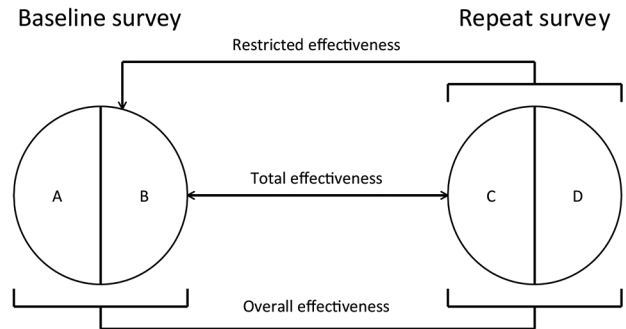 Baseline survey
Repeat survey
Restricted effectiveness
Total effectiveness
A
B
C
D
Overall effectiveness